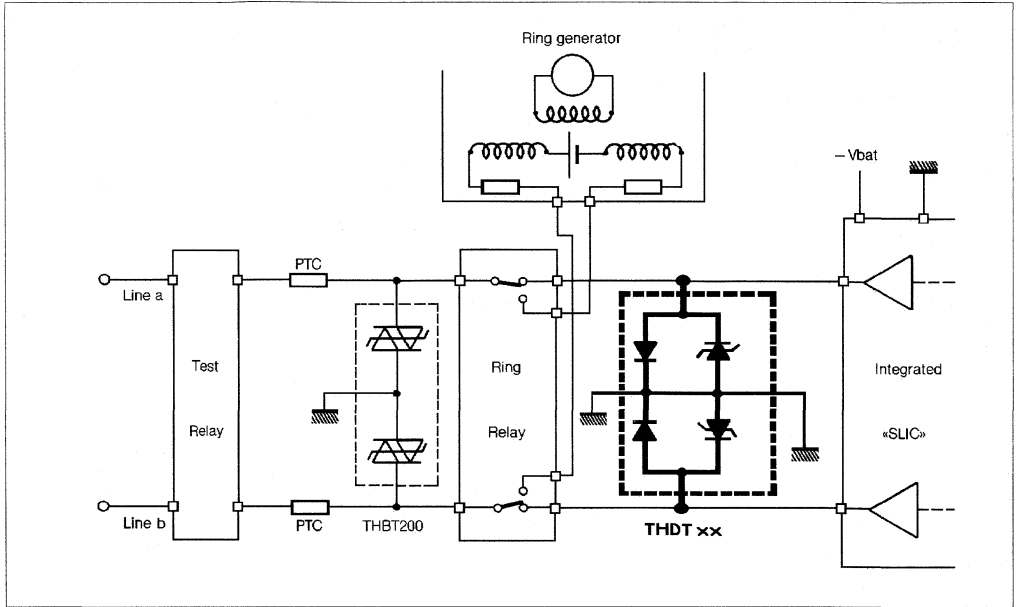 Ring generator
–Vbat
PTC
Line a
Test
Relay
Ring
Relay
Integrated
«SLIC»
Line b
PTC
THBT200
THDT xx